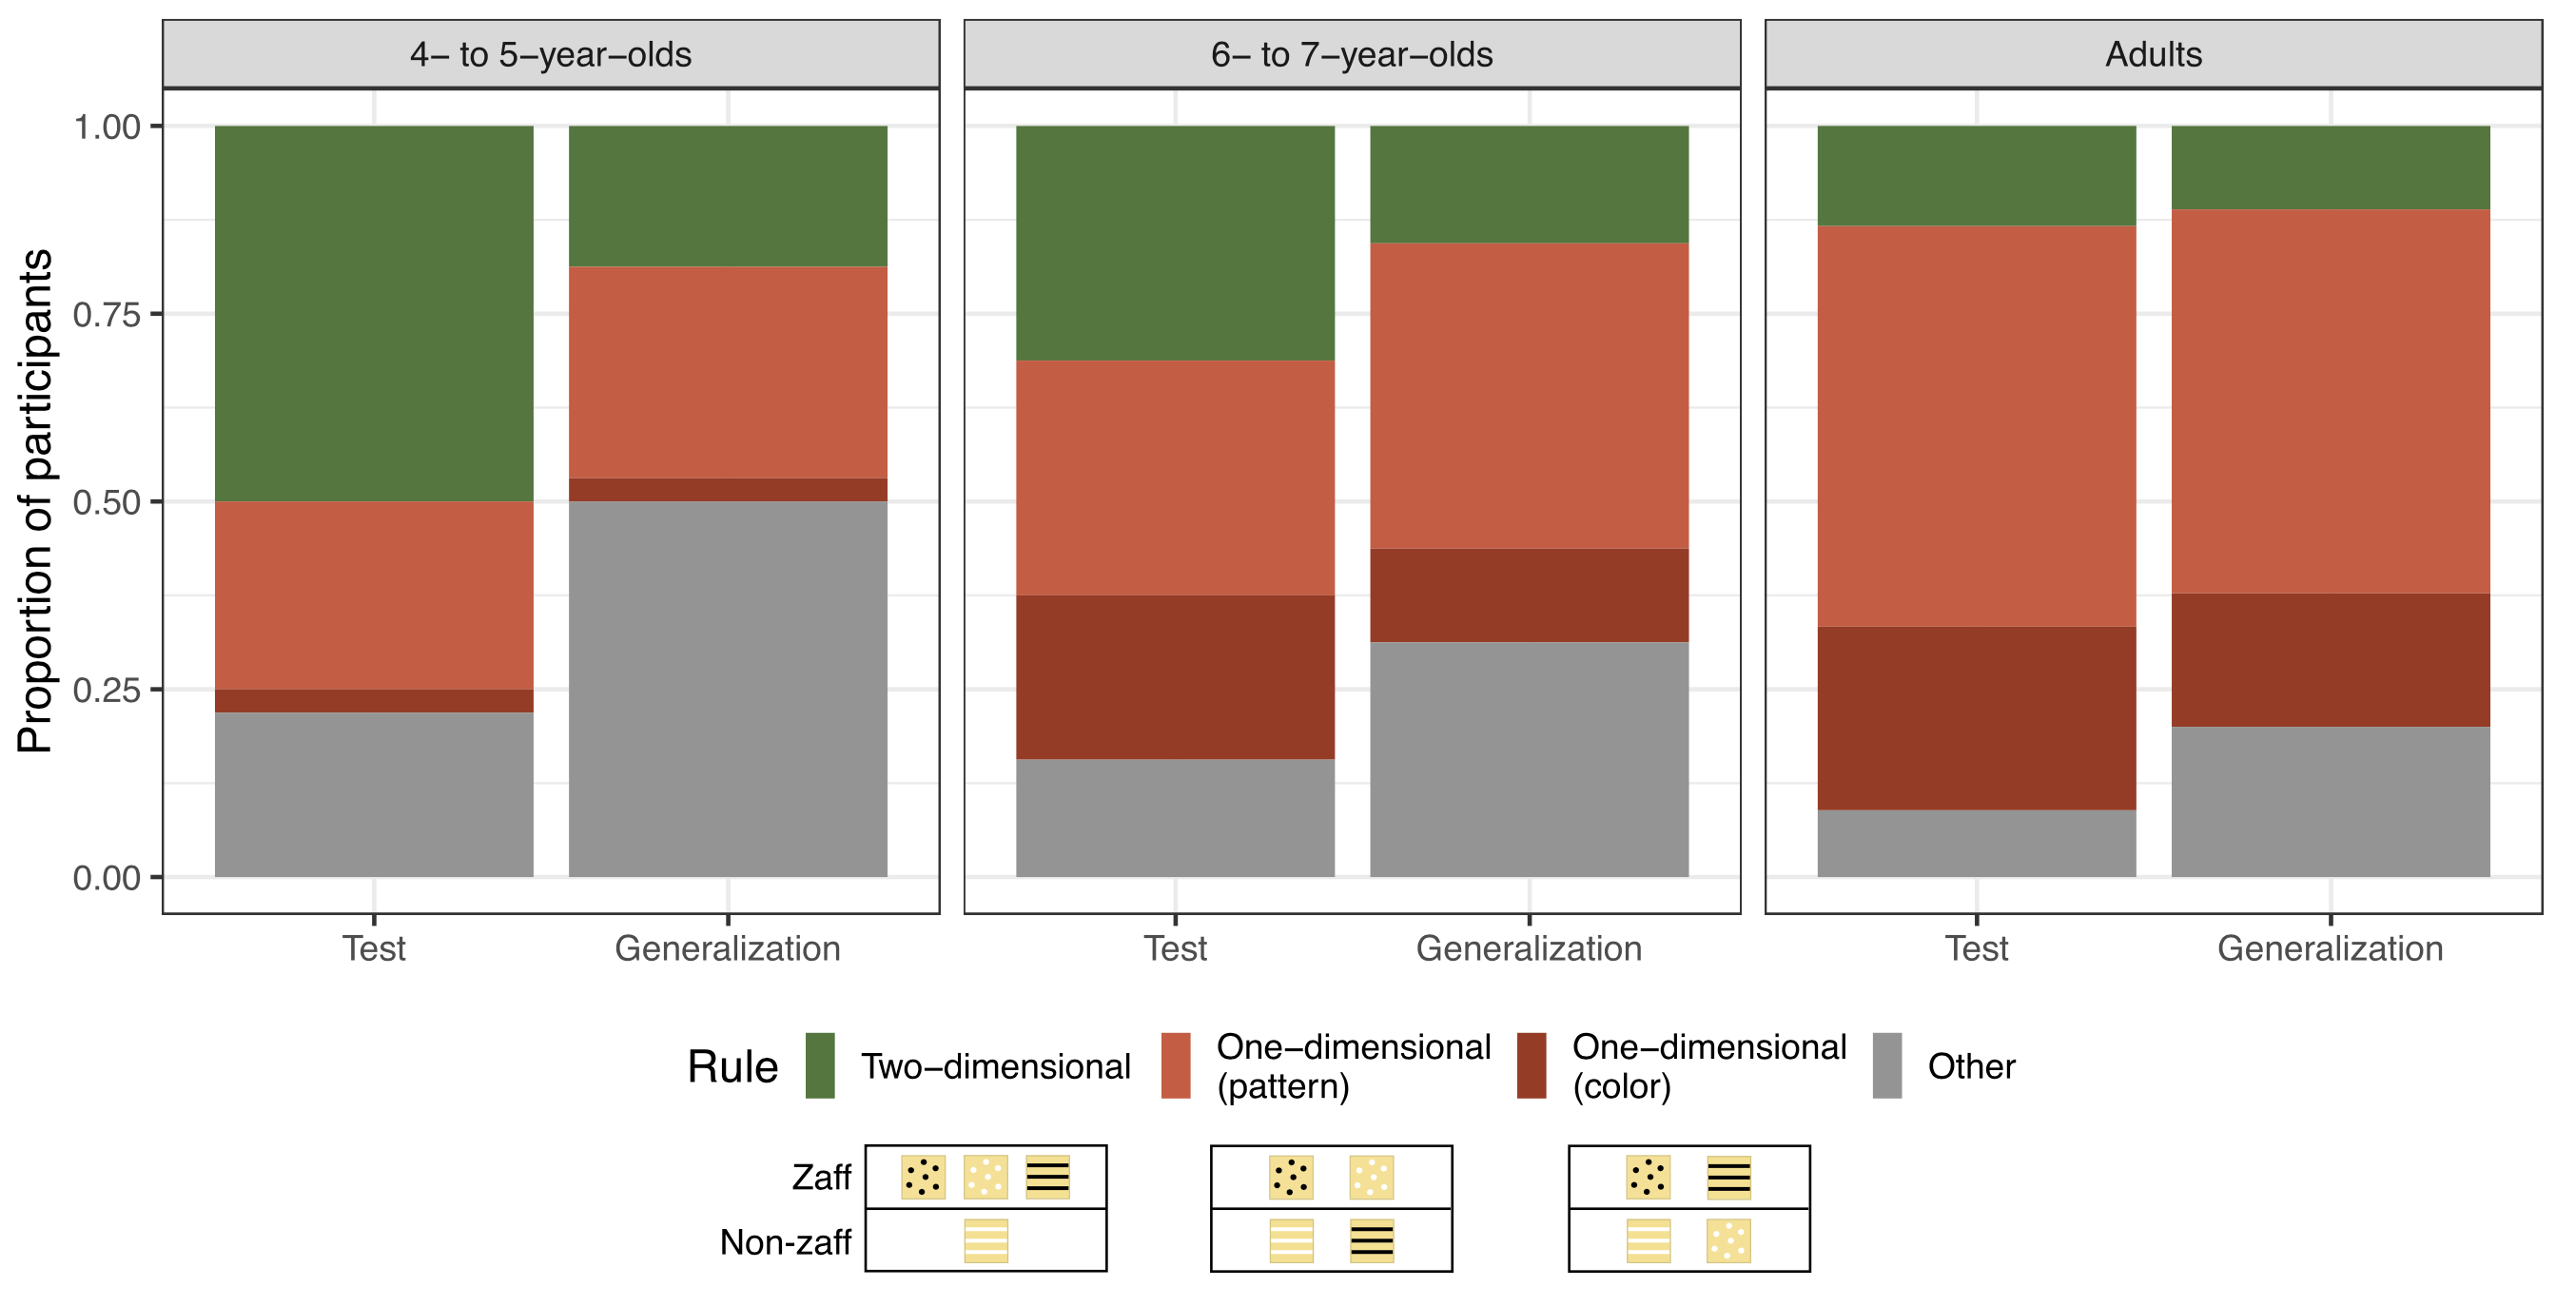 4– to 5–year–olds
6– to 7–year–olds
Adults
Proportion of participants
1.00
0.75
0.50
0.25
0.00
Test
Generalization
Test
Generalization
Test
Generalization
Rule
Two–dimensional
One–dimensional
(pattern)
One–dimensional
(color)
Other
Zaff
Non-zaff